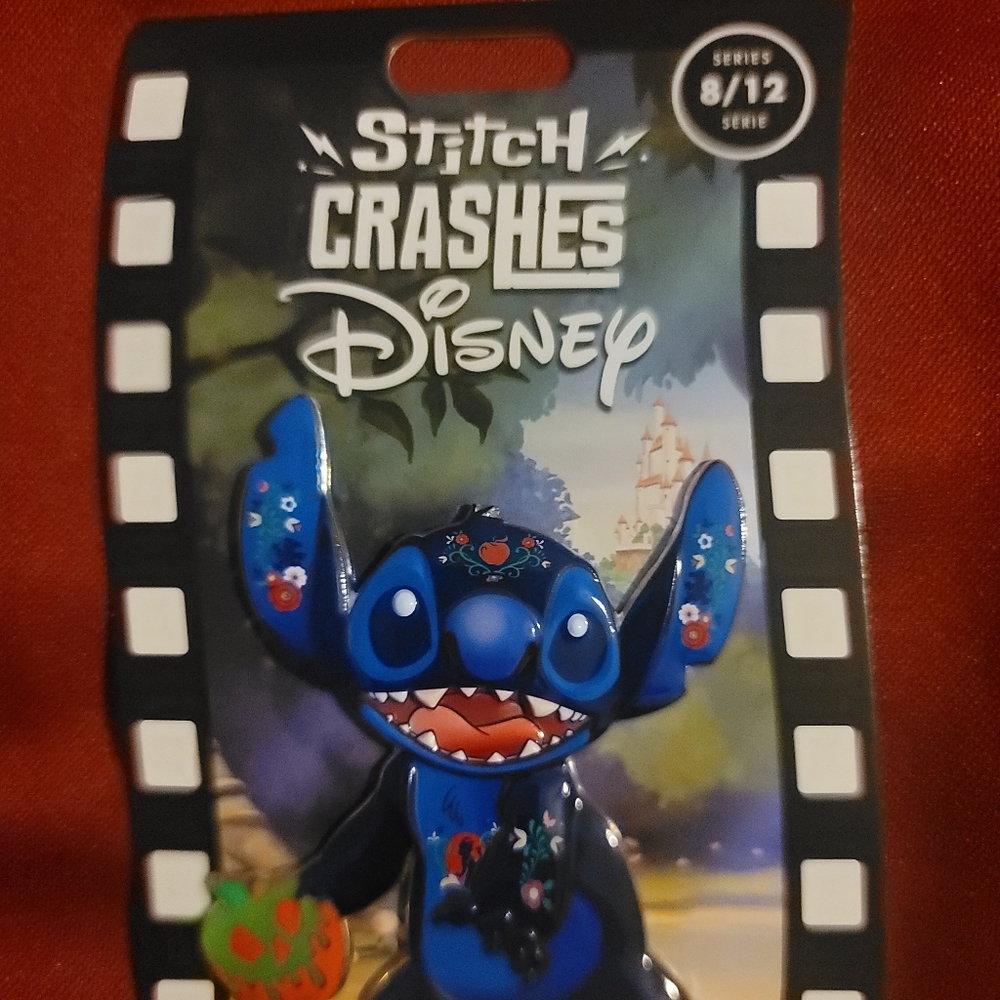 SERIES
8/12
SERIE
STITCH
CRASHES
DISNEY